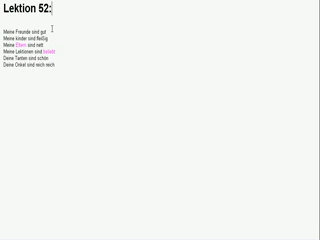 Lektion 52:
Meine Freunde sind gut
Meine kinder sind fleißig
Meine Eltern sind nett
Meine Lektionen sind beliebt
Deine Tanten sind schön
Deine Onkel sind reich reich